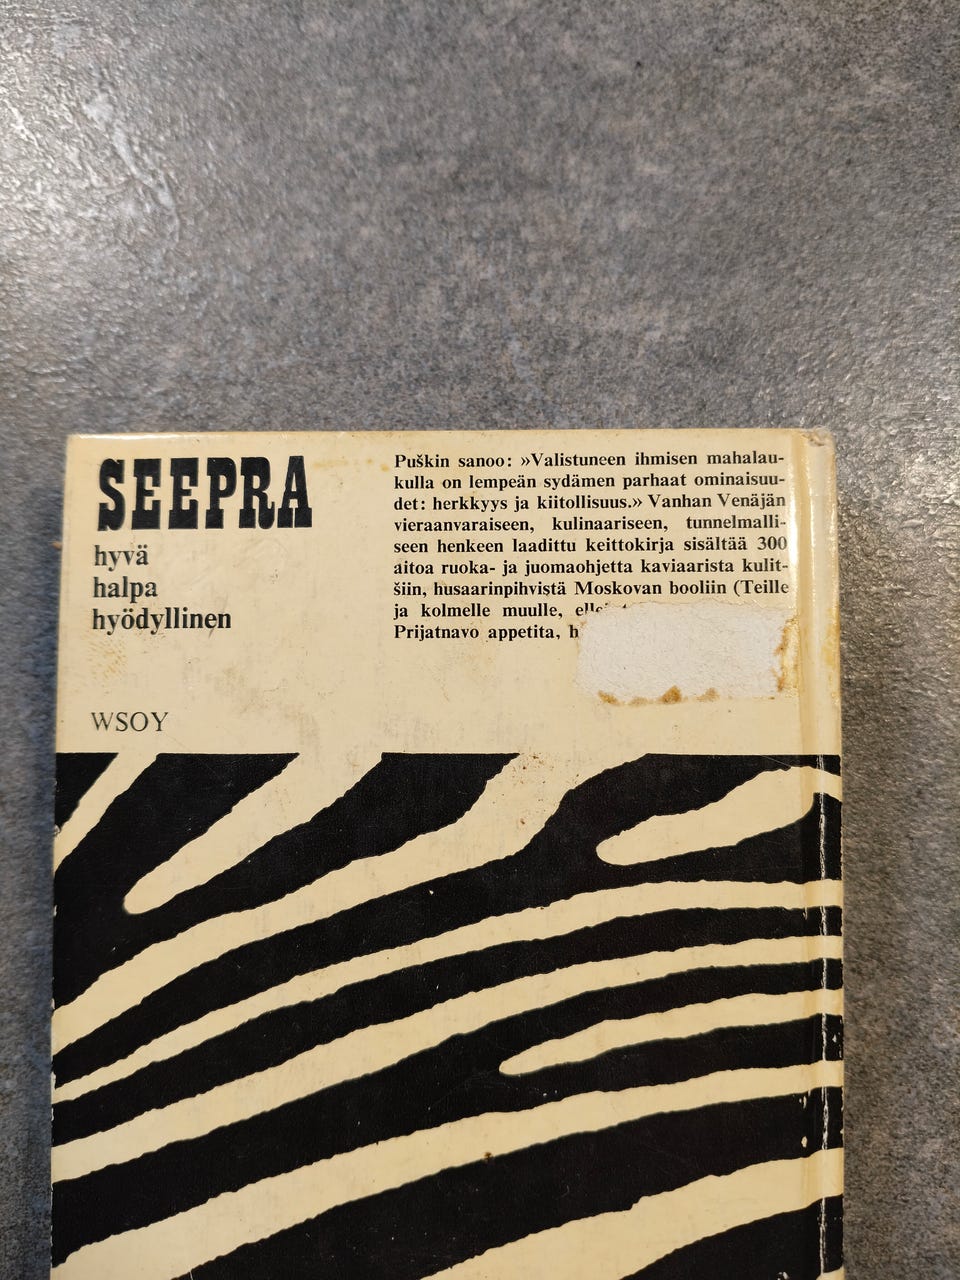 SEEPRA
hyvä
halpa
hyödyllinen
WSOY
Puškin sanoo: »Valistuneen ihmisen mahalau-
kulla on lempeän sydämen parhaat ominaisuu-
det: herkkyys ja kiitollisuus.» Vanhan Venäjän
vieraanvaraiseen, kulinaariseen, tunnelmalli-
seen henkeen laadittu keittokirja sisältää 300
aitoa ruoka- ja juomaohjetta kaviaarista kulit-
šiin, husaarinpihvistä Moskovan booliin (Teille
ja kolmelle muulle,
Prijatnavo appetita,